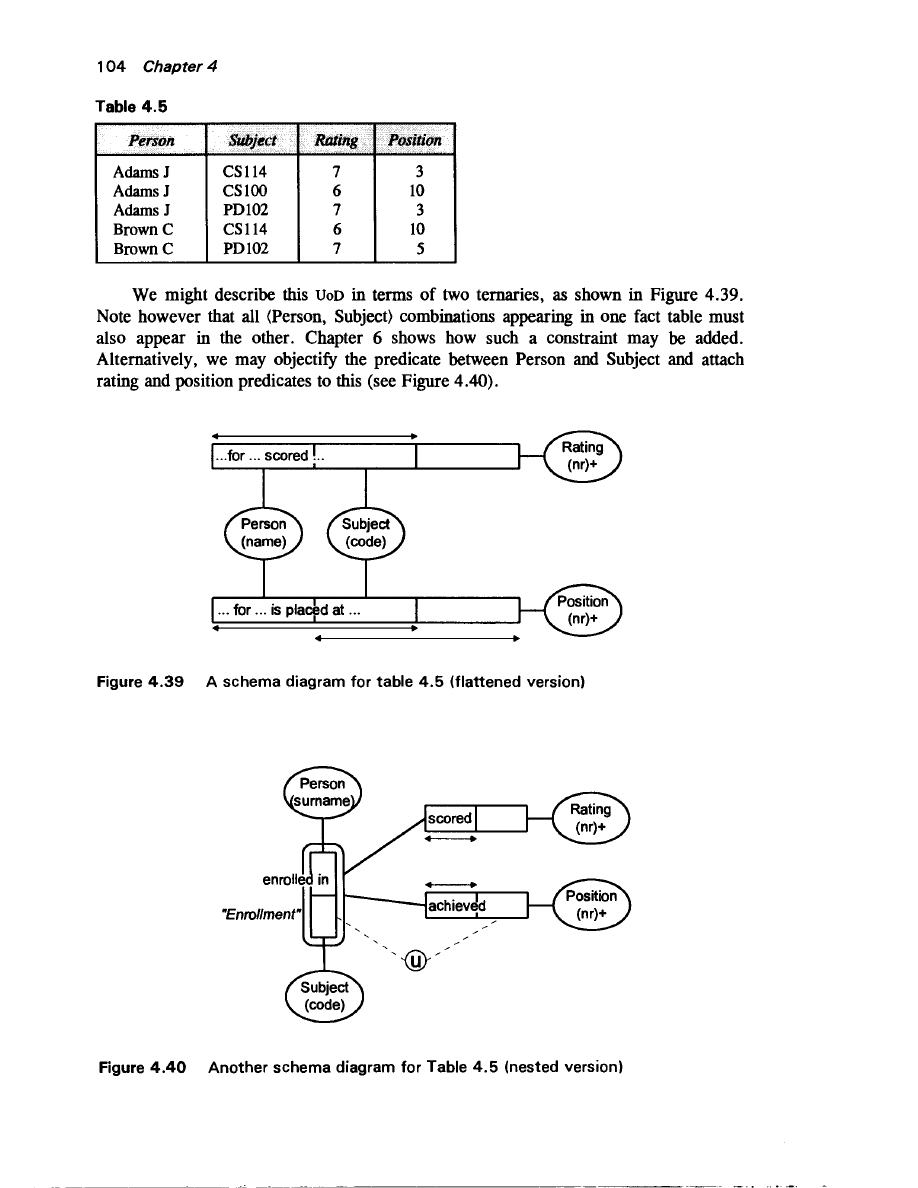 104 Chapter 4
Table 4.5
Person Subject Rating Position
Adams J CS114 7 3
Adams J CS100 6 10
Adams J PD102 7 3
Brown C CS114 6 10
Brown C PD102 7 5
We might describe this UoD in terms of two ternaries, as shown in Figure 4.39.
Note however that all (Person, Subject) combinations appearing in one fact table must
also appear in the other. Chapter 6 shows how such a constraint may be added.
Alternatively, we may objectify the predicate between Person and Subject and attach
rating and position predicates to this (see Figure 4.40).
...for ... scored ...
Rating
(nr)+
Person
(name)
Subject
(code)
... for ... is placed at ...
Position
(nr)+
Figure 4.39 A schema diagram for table 4.5 (flattened version)
Person
(surname)
scored
Rating
(nr)+
enrolled in
"Enrollment"
achieved
Position
(nr)+
u
Subject
(code)
Figure 4.40 Another schema diagram for Table 4.5 (nested version)